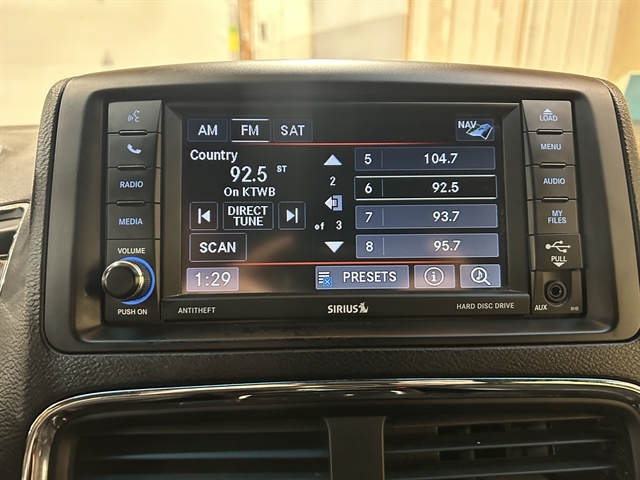 RADIO
MEDIA
VOLUME
PUSH ON
AM FM SAT
NAV
Country
92.5 ST
On KTWB
DIRECT
TUNE
SCAN
2
of 3
5 104.7
6 92.5
7 93.7
8 95.7
1:29
PRESETS
ANTITHEFT
SIRIUS
HARD DISC DRIVE
LOAD
MENU
AUDIO
MY
FILES
PULL
AUX